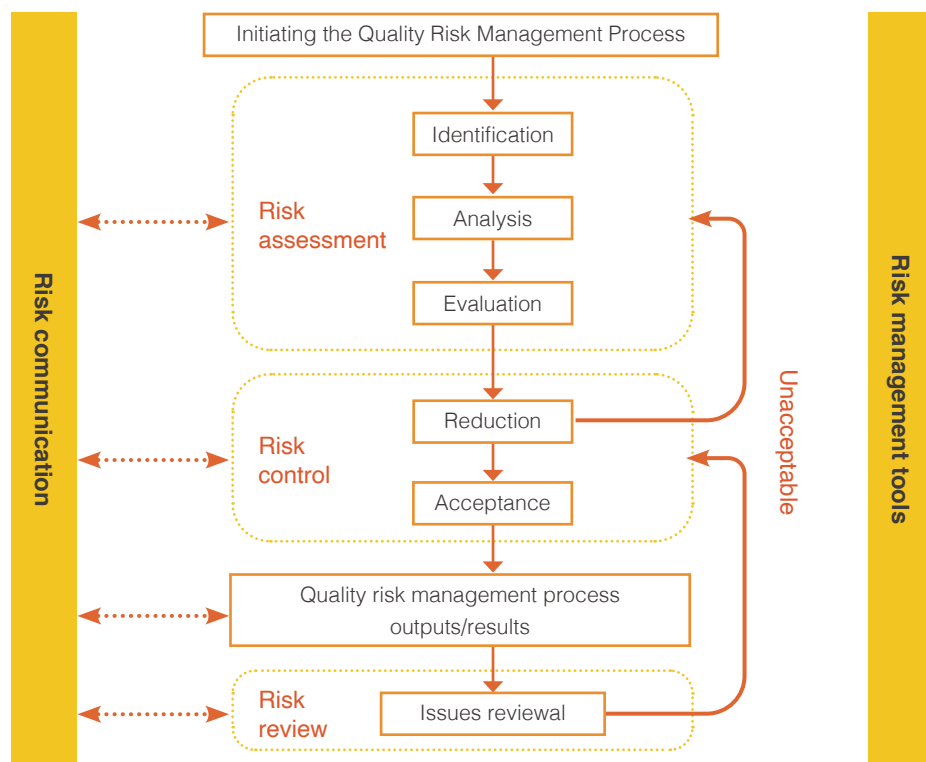 Initiating the Quality Risk Management Process
Identification
Risk
assessment
Analysis
Evaluation
Risk communication
Risk management tools
Unacceptable
Reduction
Risk
control
Acceptance
Quality risk management process
outputs/results
Risk
review
Issues reviewal